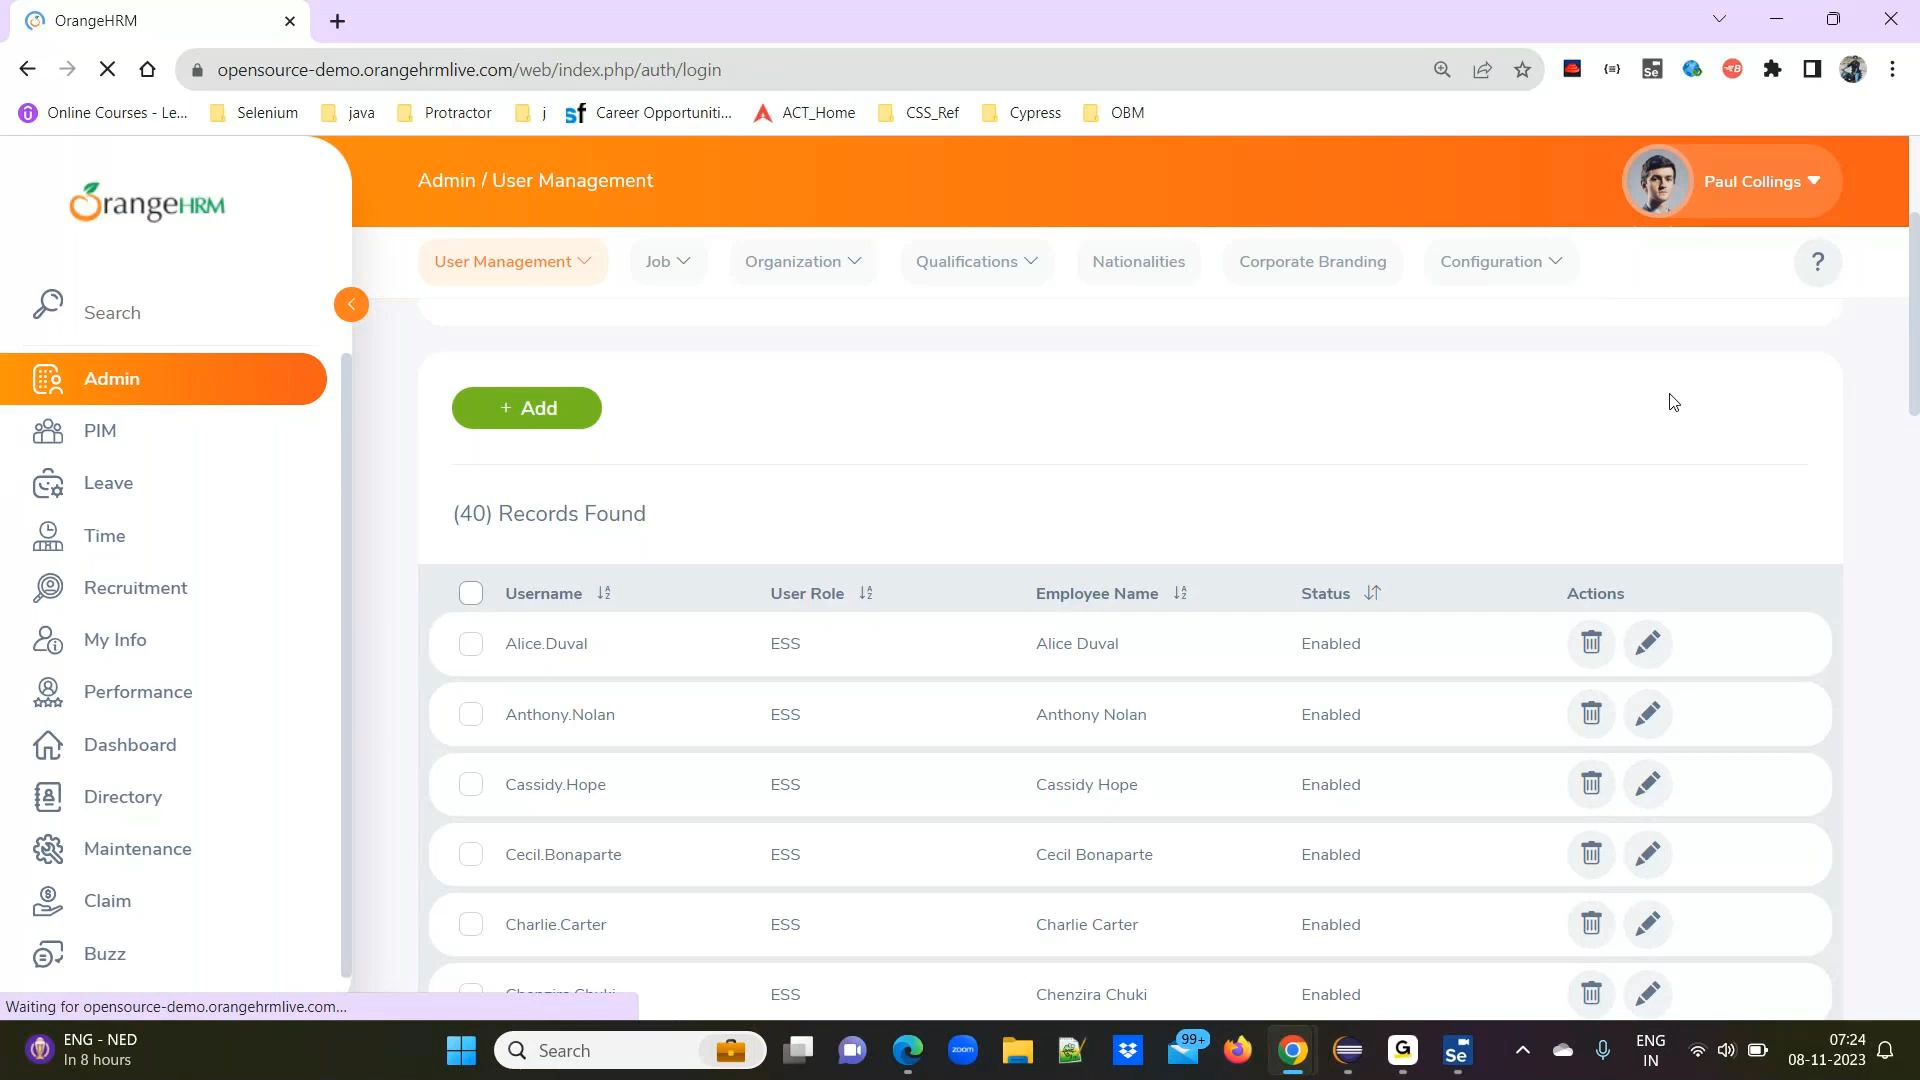 OrangeHRM
opensource-demo.orangehrmlive.com/web/index.php/auth/login
Online Courses - Le...
Selenium
java
Protractor
j
Career Opportuniti...
ACT_Home
CSS_Ref
Cypress
OBM
OrangeHRM
Admin / User Management
Paul Collings
User Management
Job
Organization
Qualifications
Nationalities
Corporate Branding
Configuration
?
Search
Admin
PIM
Leave
Time
Recruitment
My Info
Performance
Dashboard
Directory
Maintenance
Claim
Buzz
+ Add
(40) Records Found
Username User Role Employee Name Status Actions
Alice.Duval ESS Alice Duval Enabled
Anthony.Nolan ESS Anthony Nolan Enabled
Cassidy.Hope ESS Cassidy Hope Enabled
Cecil.Bonaparte ESS Cecil Bonaparte Enabled
Charlie.Carter ESS Charlie Carter Enabled
Chenzira.Chuki ESS Chenzira Chuki Enabled
Waiting for opensource-demo.orangehrmlive.com...
ENG - NED
In 8 hours
Search
zoom
99+
G
Se
ENG
IN
07:24
08-11-2023